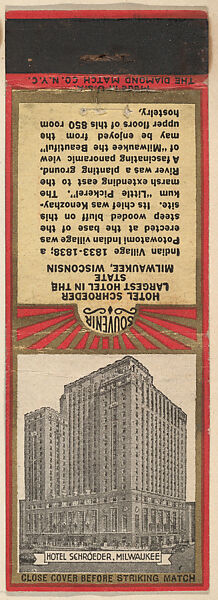 SOUVENIR
HOTEL SCHROEDER
LARGEST HOTEL IN THE
STATE
MILWAUKEE, WISCONSIN
Indian Village 1833-1838; a
Potawatomi Indian Village was
erected at the base of the
steep wooded bluff on this
site. Its chief was Kenozhay-
kum "Little Pickerel". The
marsh extending east to the
River was a planting ground.
A fascinating panoramic view
of "Milwaukee the Beautiful"
may be enjoyed from the
upper floors of this 850 room
hostelry.
THE DIAMOND MATCH CO. N.Y.C.
HOTEL SCHROEDER, MILWAUKEE
CLOSE COVER BEFORE STRIKING MATCH